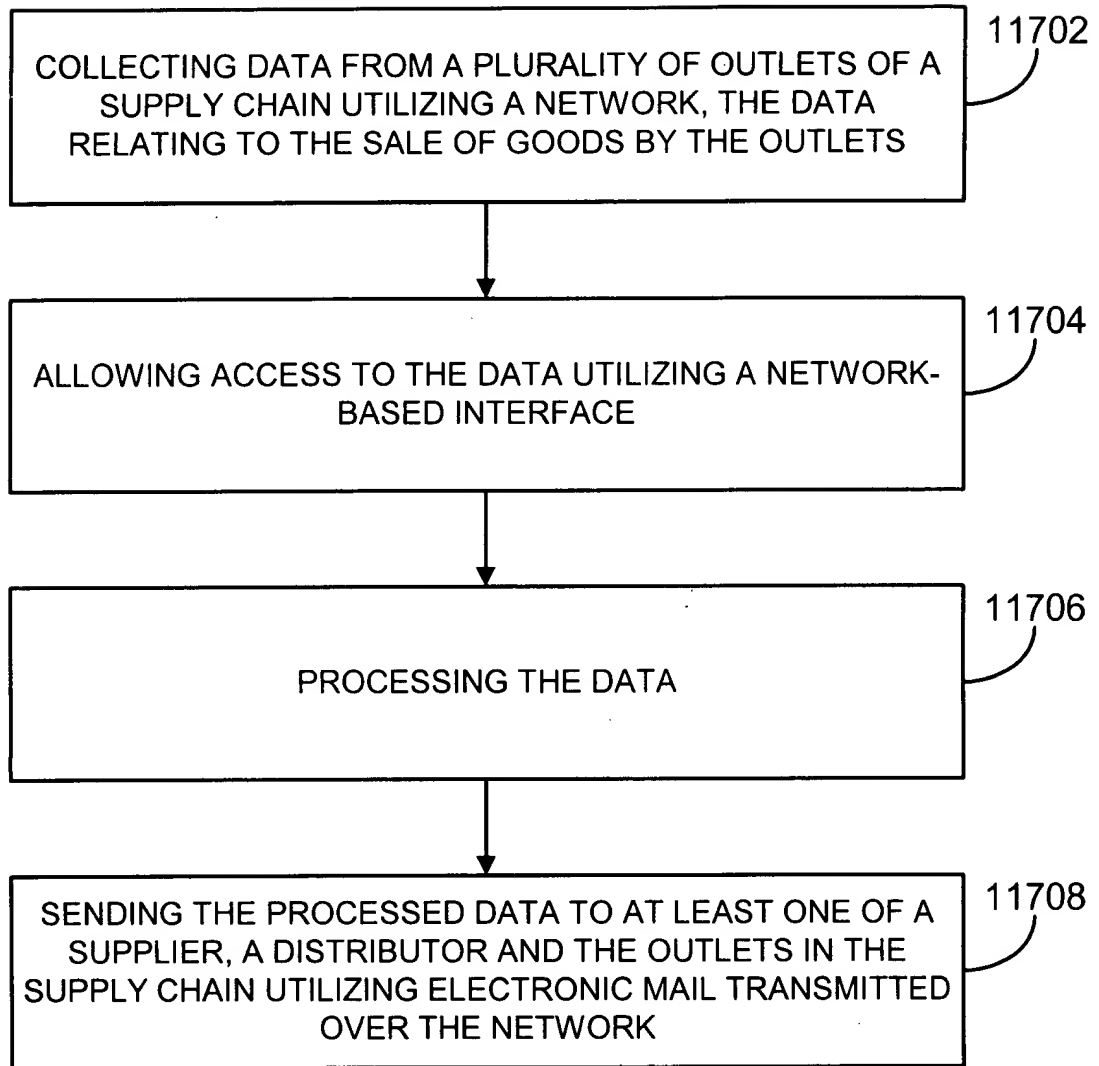 11702
COLLECTING DATA FROM A PLURALITY OF OUTLETS OF A
SUPPLY CHAIN UTILIZING A NETWORK, THE DATA
RELATING TO THE SALE OF GOODS BY THE OUTLETS
11704
ALLOWING ACCESS TO THE DATA UTILIZING A NETWORK-
BASED INTERFACE
11706
PROCESSING THE DATA
11708
SENDING THE PROCESSED DATA TO AT LEAST ONE OF A
SUPPLIER, A DISTRIBUTOR AND THE OUTLETS IN THE
SUPPLY CHAIN UTILIZING ELECTRONIC MAIL TRANSMITTED
OVER THE NETWORK